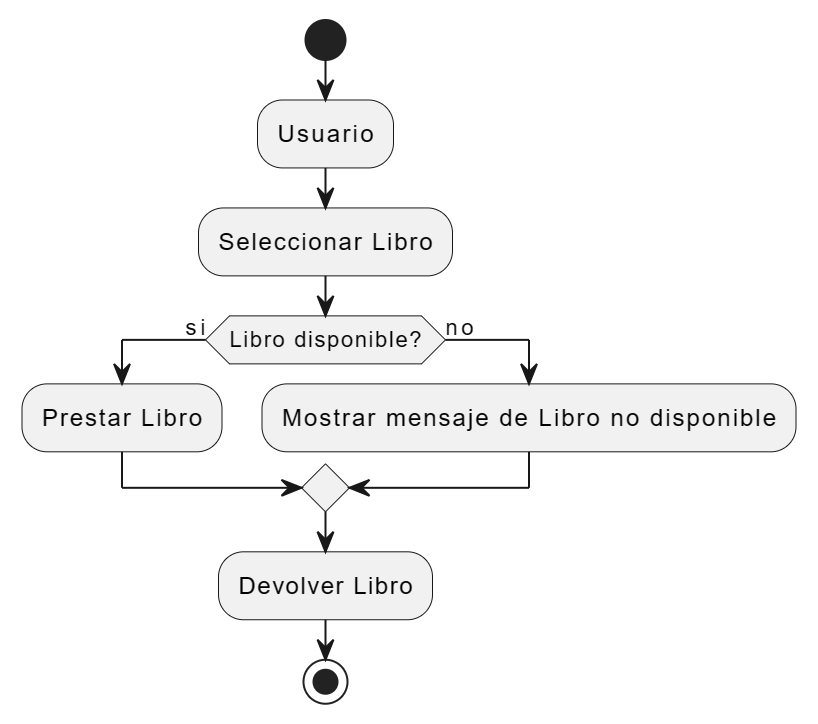 Usuario
Seleccionar Libro
si
Libro disponible?
no
Prestar Libro
Mostrar mensaje de Libro no disponible
Devolver Libro